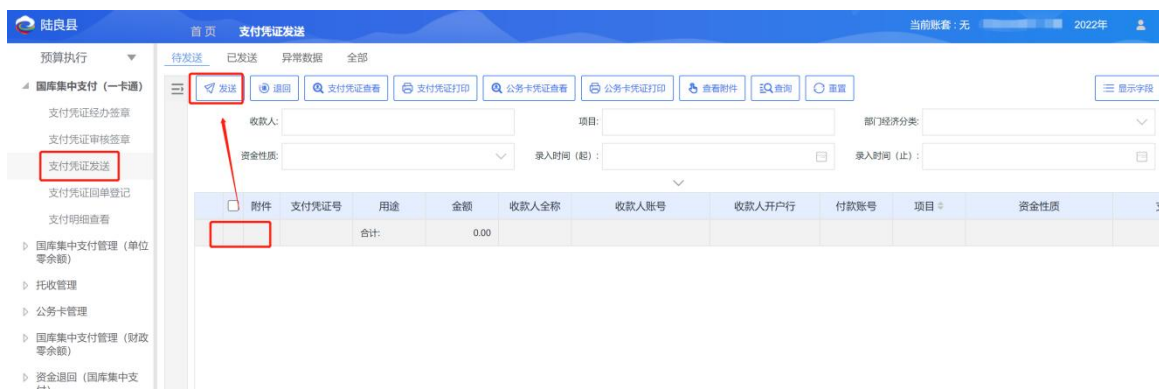 陆良县
首页 支付凭证发送
当前账套：无
2022年
预算执行
待发送 已发送 异常数据 全部
国库集中支付（一卡通）
发送 退回 支付凭证查看 支付凭证打印 公务卡凭证查看 公务卡凭证打印 查看附件 查询 重置 显示字段
支付凭证经办签章
收款人: 项目: 部门经济分类:
支付凭证审核签章
支付凭证发送
资金性质: 录入时间（起）: 录入时间（止）:
支付凭证回单登记
附件 支付凭证号 用途 金额 收款人全称 收款人账号 收款人开户行 付款账号 项目 资金性质
支付明细查看
合计: 0.00
国库集中支付管理（单位
零余额）
托收管理
公务卡管理
国库集中支付管理（财政
零余额）
资金退回（国库集中支